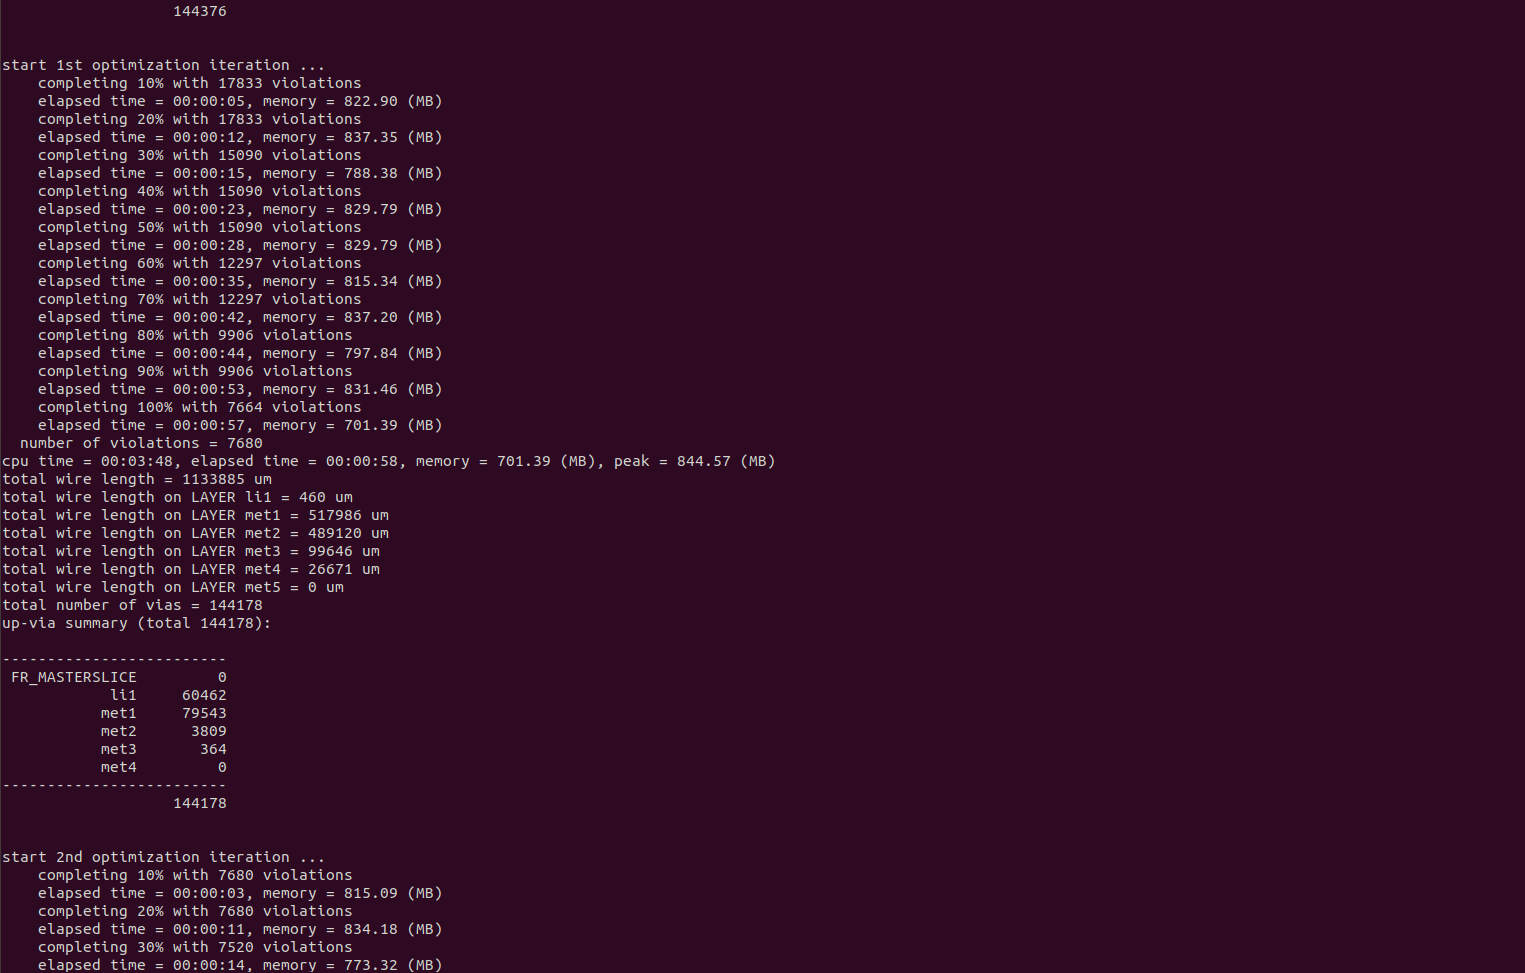 144376
start 1st optimization iteration ...
completing 10% with 17833 violations
elapsed time = 00:00:05, memory = 822.90 (MB)
completing 20% with 17833 violations
elapsed time = 00:00:12, memory = 837.35 (MB)
completing 30% with 15090 violations
elapsed time = 00:00:15, memory = 788.38 (MB)
completing 40% with 15090 violations
elapsed time = 00:00:23, memory = 829.79 (MB)
completing 50% with 15090 violations
elapsed time = 00:00:28, memory = 829.79 (MB)
completing 60% with 12297 violations
elapsed time = 00:00:35, memory = 815.34 (MB)
completing 70% with 12297 violations
elapsed time = 00:00:42, memory = 837.20 (MB)
completing 80% with 9906 violations
elapsed time = 00:00:44, memory = 797.84 (MB)
completing 90% with 9906 violations
elapsed time = 00:00:53, memory = 831.46 (MB)
completing 100% with 7664 violations
elapsed time = 00:00:57, memory = 701.39 (MB)
number of violations = 7680
cpu time = 00:03:48, elapsed time = 00:00:58, memory = 701.39 (MB), peak = 844.57 (MB)
total wire length = 1133885 um
total wire length on LAYER li1 = 460 um
total wire length on LAYER met1 = 517986 um
total wire length on LAYER met2 = 489120 um
total wire length on LAYER met3 = 99646 um
total wire length on LAYER met4 = 26671 um
total wire length on LAYER met5 = 0 um
total number of vias = 144178
up-via summary (total 144178):
-------------------------
FR_MASTERSLICE 0
li1 60462
met1 79543
met2 3809
met3 364
met4 0
-------------------------
144178
start 2nd optimization iteration ...
completing 10% with 7680 violations
elapsed time = 00:00:03, memory = 815.09 (MB)
completing 20% with 7680 violations
elapsed time = 00:00:11, memory = 834.18 (MB)
completing 30% with 7520 violations
elapsed time = 00:00:14, memory = 773.32 (MB)